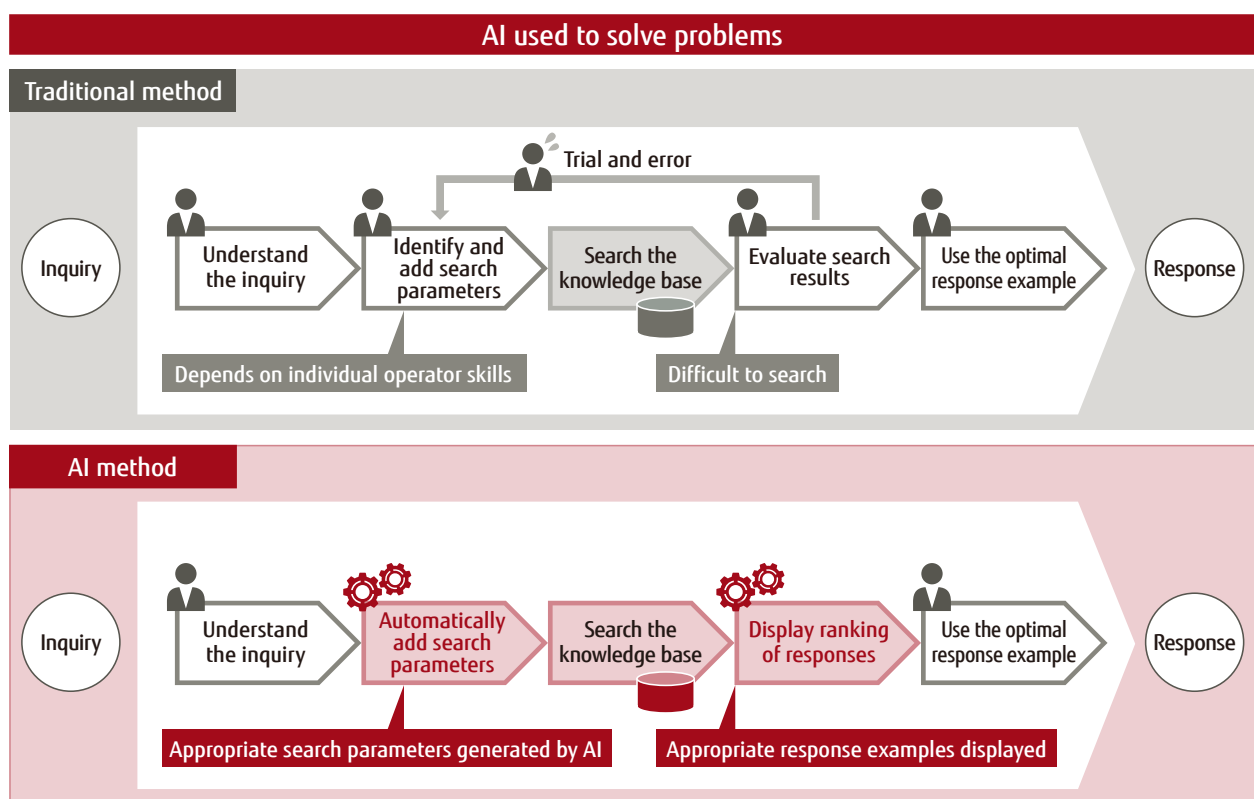 AI used to solve problems
Traditional method
Trial and error
Inquiry
Understand
the inquiry
Identify and
add search
parameters
Search the
knowledge base
Evaluate search
results
Use the optimal
response example
Response
Depends on individual operator skills
Difficult to search
AI method
Inquiry
Understand
the inquiry
Automatically
add search
parameters
Search the
knowledge base
Display ranking
of responses
Use the optimal
response example
Response
Appropriate search parameters generated by AI
Appropriate response examples displayed